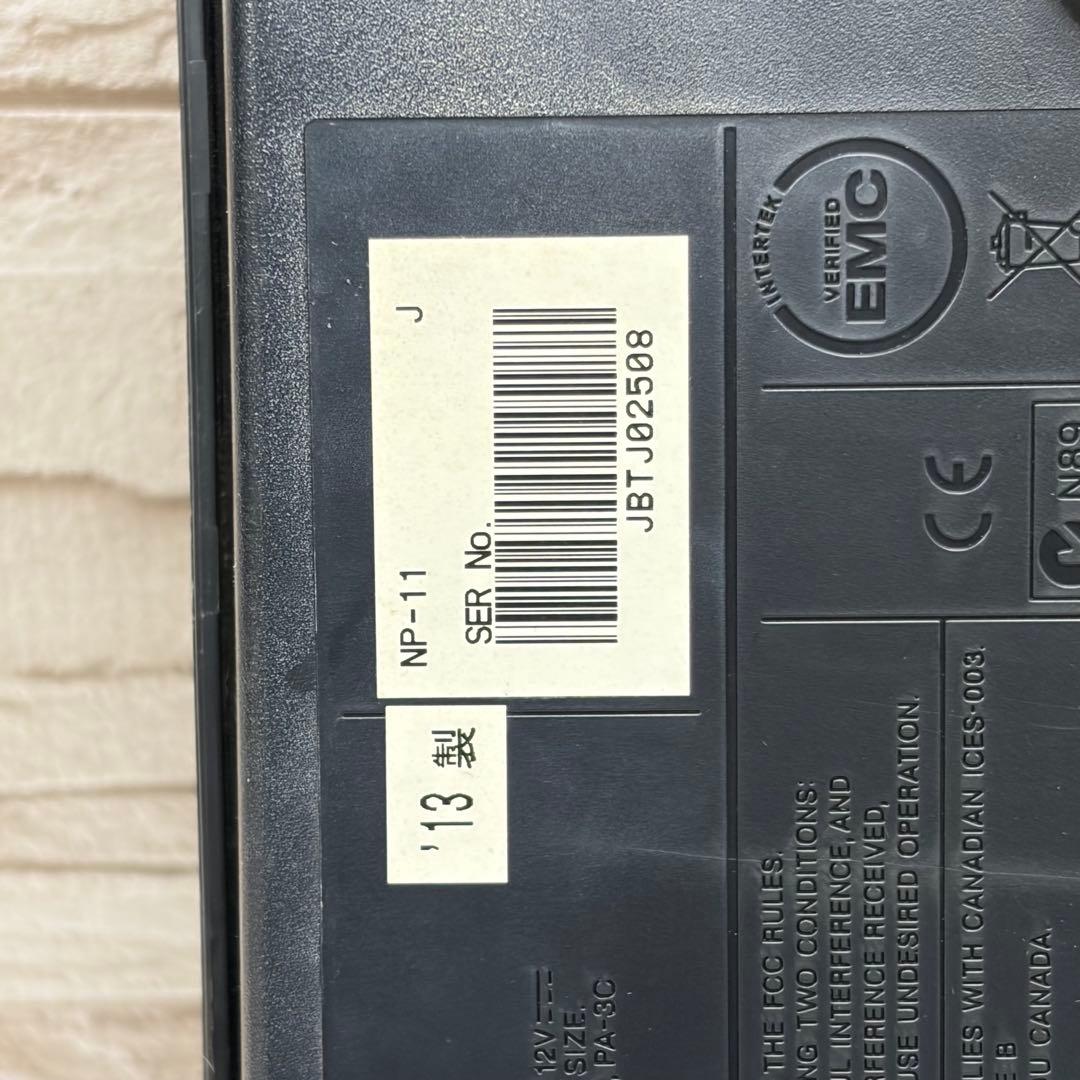 NP-11
J
SER No.
JBTJ02508
'13 製
INTERTEK
VERIFIED
EMC
CE
N89
12V
SIZE.
, PA-3C
THE FCC RULES.
NG TWO CONDITIONS:
L INTERFERENCE, AND
RFERENCE RECEIVED,
USE UNDESIRED OPERATION.
LIES WITH CANADIAN ICES-003.
E B
U CANADA.